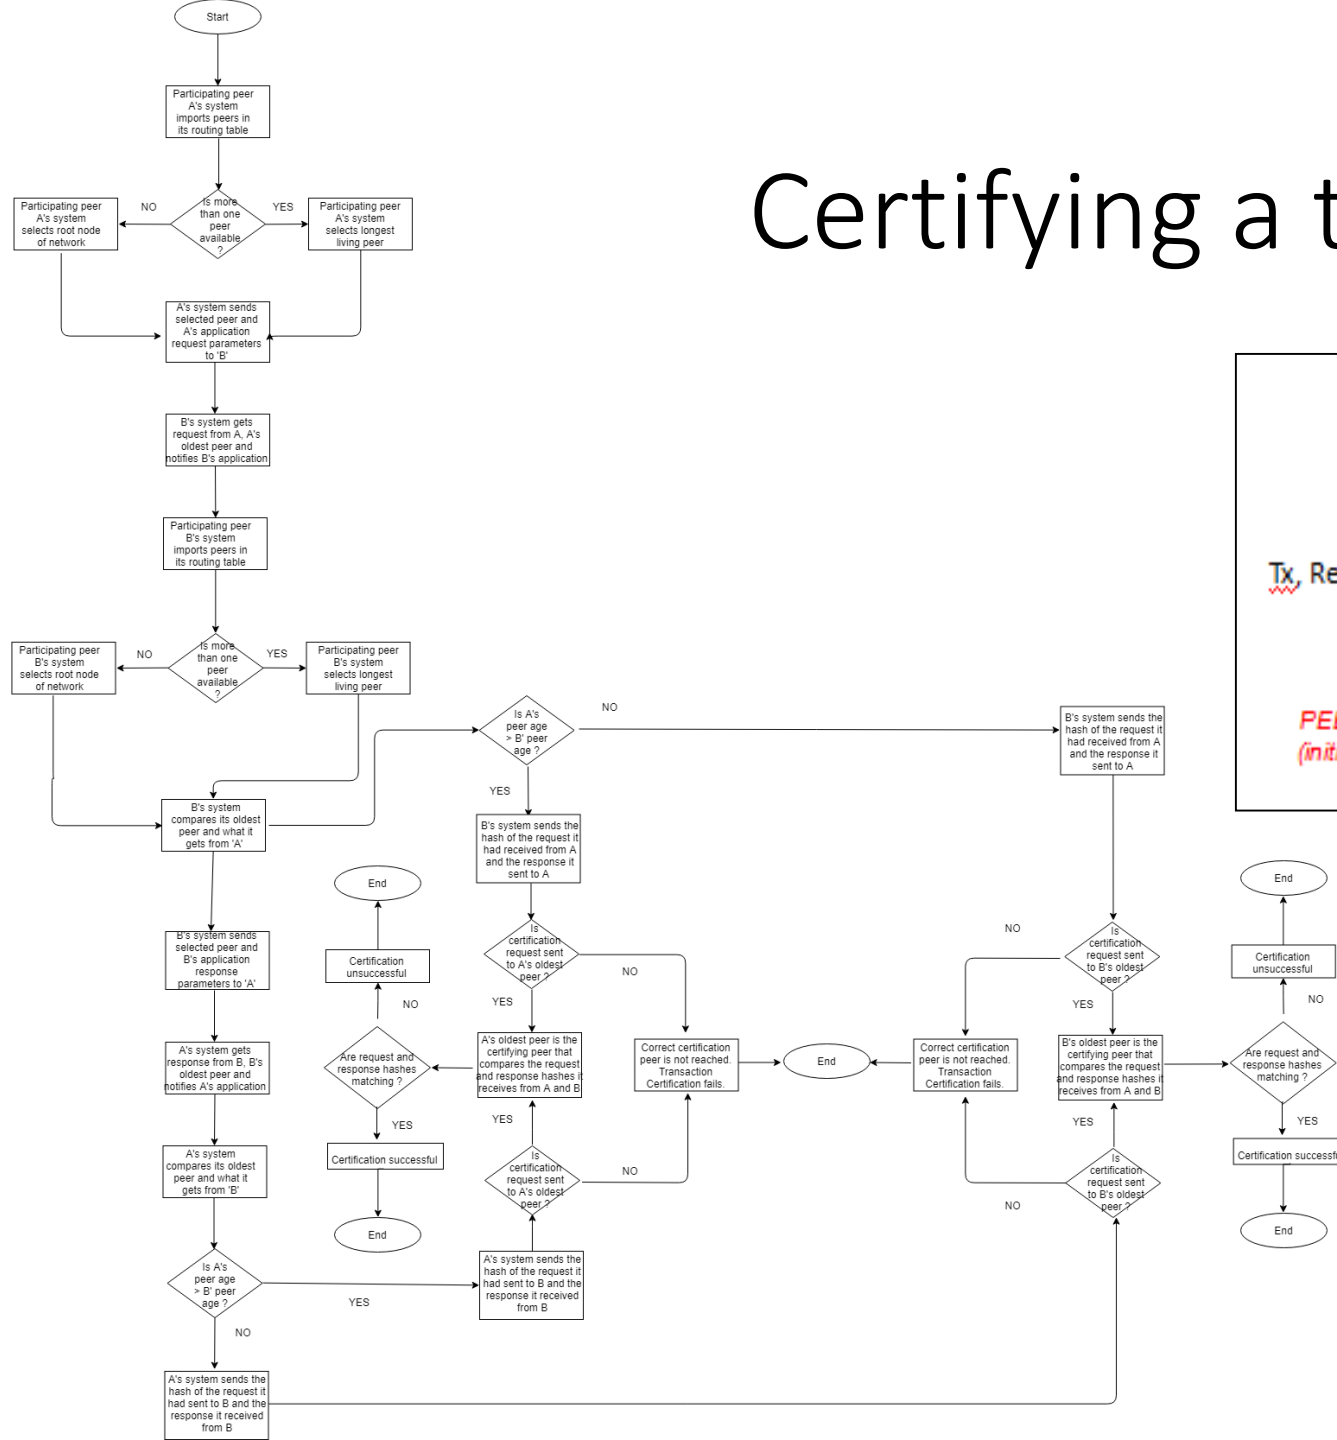 Start
Participating peer
A's system
imports peers in
its routing table
Certifying a t
Participating peer
A's system
selects root node
of network
NO
Is more
than one
peer
available
?
YES
Participating peer
A's system
selects longest
living peer
A's system sends
selected peer and
A's application
request parameters
to 'B'
B's system gets
request from A, A's
oldest peer and
notifies B's application
Participating peer
B's system
imports peers in
its routing table
Tx, Re
Participating peer
B's system
selects root node
of network
NO
Is more
than one
peer
available
?
YES
Participating peer
B's system
selects longest
living peer
Is A's
peer age
> B' peer
age ?
NO
B's system sends the
hash of the request it
had received from A
and the response it
sent to A
(initi
YES
B's system
compares its oldest
peer and what it
gets from 'A'
B's system sends the
hash of the request it
had received from A
and the response it
sent to A
End
End
B's system sends
selected peer and
B's application
response
parameters to 'A'
Certification
unsuccessful
NO
Is
certification
request sent
to A's oldest
peer ?
NO
YES
NO
Is
certification
request sent
to B's oldest
peer ?
YES
Certification
unsuccessful
NO
A's system gets
response from B, B's
oldest peer and
notifies A's application
Are request and
response hashes
matching ?
A's oldest peer is the
certifying peer that
compares the request
and response hashes it
receives from A and B
Correct certification
peer is not reached.
Transaction
Certification fails.
End
Correct certification
peer is not reached.
Transaction
Certification fails.
B's oldest peer is the
certifying peer that
compares the request
and response hashes it
receives from A and B
Are request and
response hashes
matching ?
YES
YES
YES
YES
A's system
compares its oldest
peer and what it
gets from 'B'
Certification successful
Is
certification
request sent
to A's oldest
peer ?
NO
Is
certification
request sent
to B's oldest
peer ?
NO
Certification successfu
End
End
Is A's
peer age
> B' peer
age ?
YES
A's system sends the
hash of the request it
had sent to B and the
response it received
from B
NO
A's system sends the
hash of the request it
had sent to B and the
response it received
from B